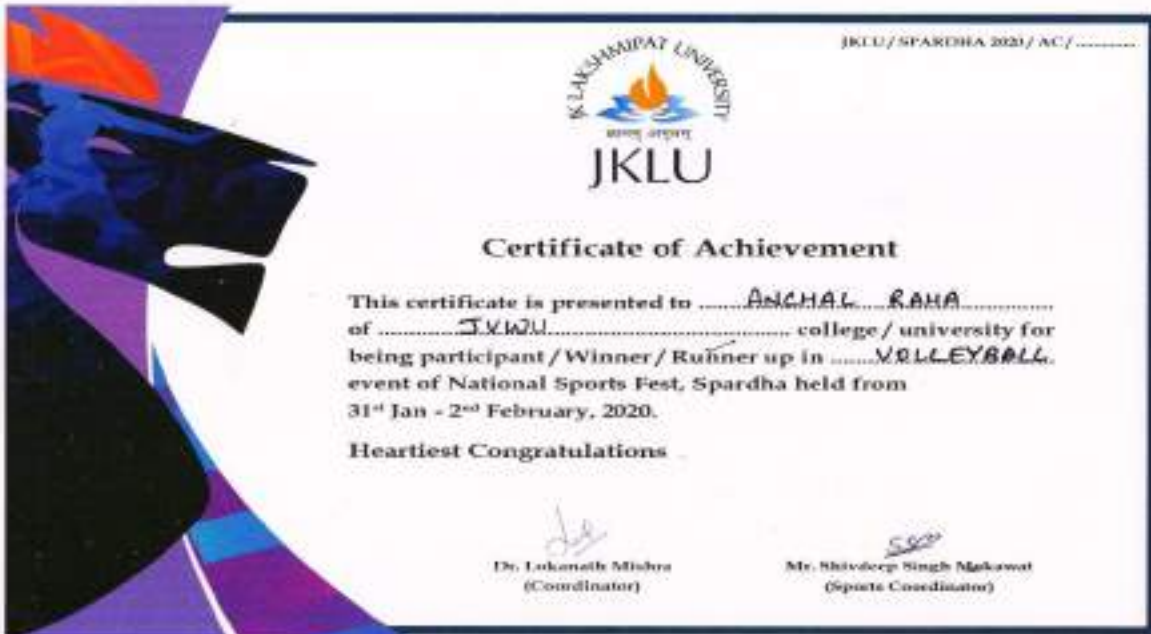 JKLU / SPARDHA 2020 / AC / ............
JK LAKSHMIPAT UNIVERSITY
JKLU
Certificate of Achievement
This certificate is presented to ........ANCHAL RAHA...................
of ............JVWU........................................ college / university for
being participant / Winner / Runner up in ........VOLLEYBALL
event of National Sports Fest, Spardha held from
31st Jan - 2nd February, 2020.
Heartiest Congratulations
Dr. Lokanath Mishra
(Coordinator)
Mr. Shivdeep Singh Makawat
(Sports Coordinator)